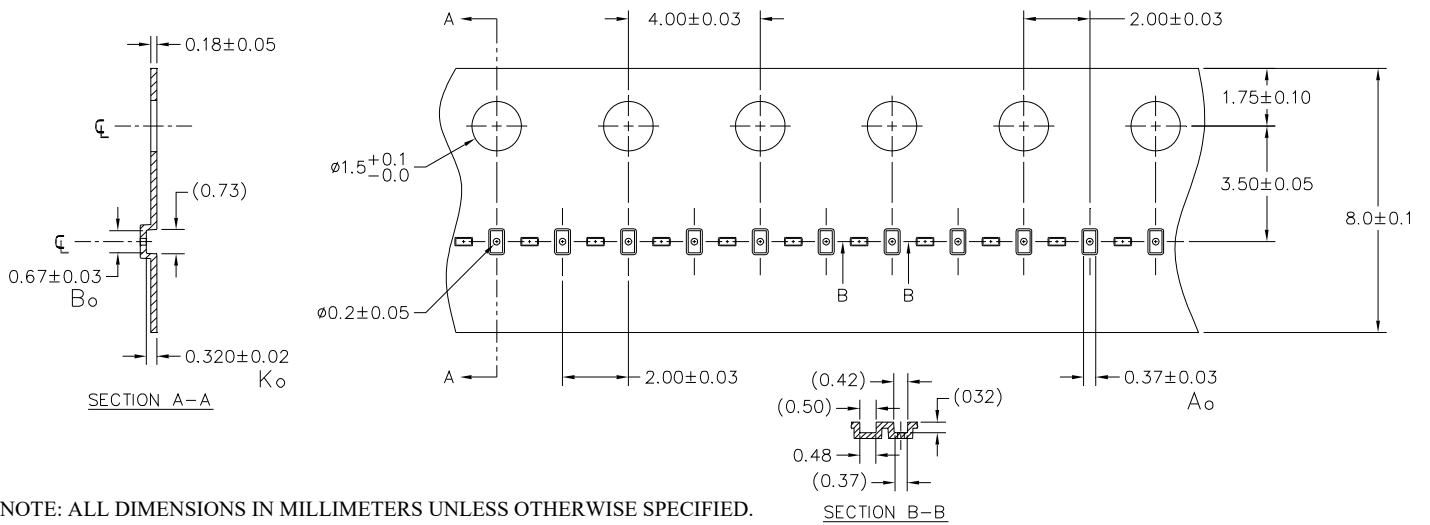 A
4.00±0.03
2.00±0.03
0.18±0.05
1.75±0.10
℄
ø1.5+0.1
-0.0
(0.73)
3.50±0.05
8.0±0.1
℄
0.67±0.03
Bo
B
B
ø0.2±0.05
0.320±0.02
Ko
A
2.00±0.03
0.37±0.03
Ao
SECTION A-A
(0.42)
(0.50)
(032)
0.48
(0.37)
NOTE: ALL DIMENSIONS IN MILLIMETERS UNLESS OTHERWISE SPECIFIED.
SECTION B-B